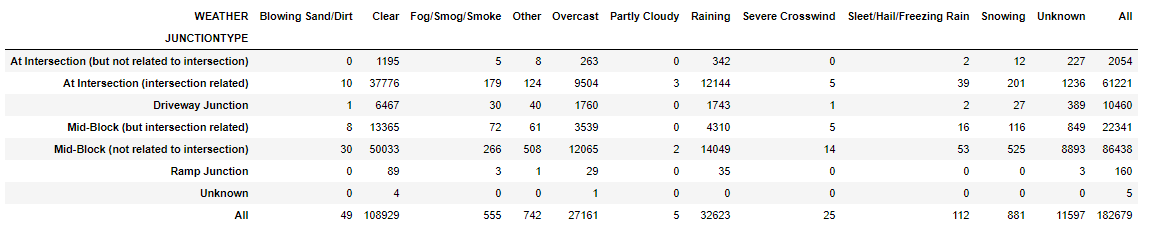 WEATHER Blowing Sand/Dirt Clear Fog/Smog/Smoke Other Overcast Partly Cloudy Raining Severe Crosswind Sleet/Hail/Freezing Rain Snowing Unknown All
JUNCTIONTYPE
At Intersection (but not related to intersection) 0 1195 5 8 263 0 342 0 2 12 227 2054
At Intersection (intersection related) 10 37776 179 124 9504 3 12144 5 39 201 1236 61221
Driveway Junction 1 6467 30 40 1760 0 1743 1 2 27 389 10460
Mid-Block (but intersection related) 8 13365 72 61 3539 0 4310 5 16 116 849 22341
Mid-Block (not related to intersection) 30 50033 266 508 12065 2 14049 14 53 525 8893 86438
Ramp Junction 0 89 3 1 29 0 35 0 0 0 3 160
Unknown 0 4 0 0 1 0 0 0 0 0 0 5
All 49 108929 555 742 27161 5 32623 25 112 881 11597 182679